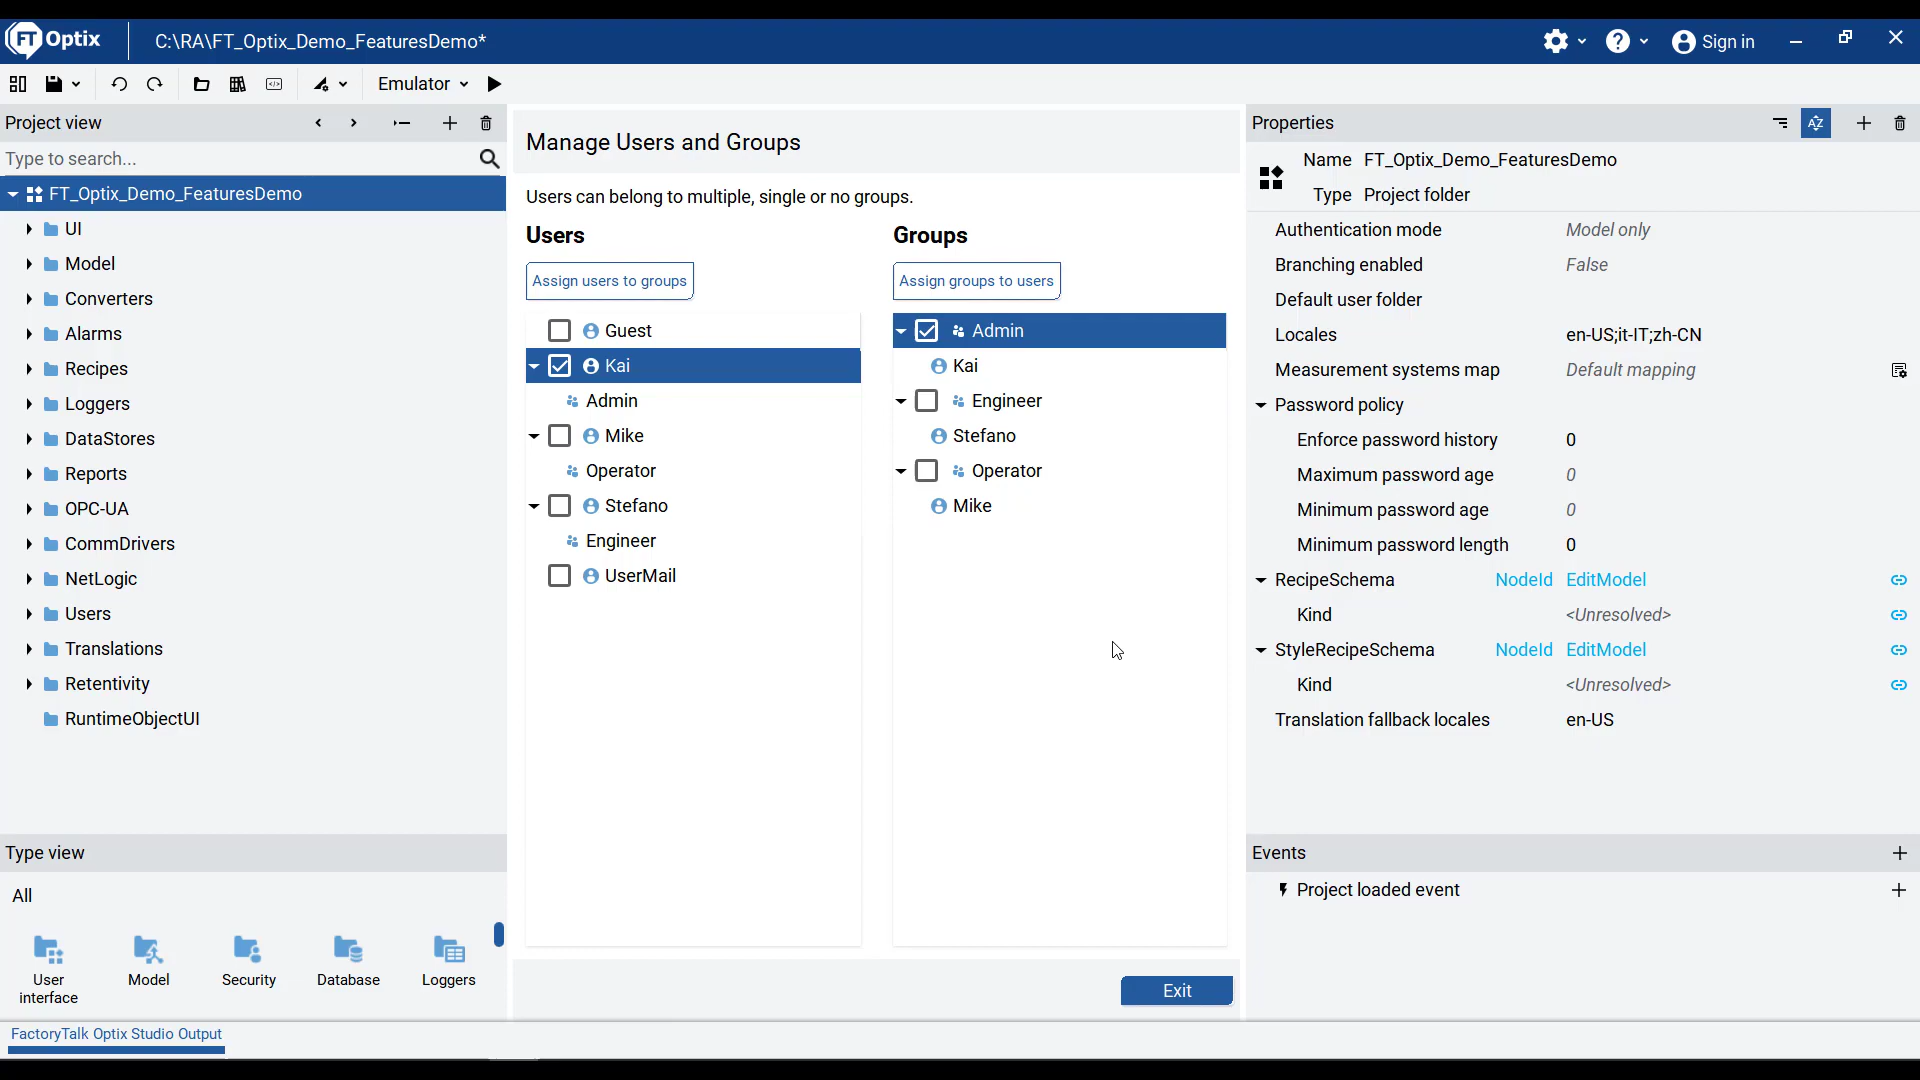 FT Optix
C:\RA\FT_Optix_Demo_FeaturesDemo*
Sign in
Emulator
Project view
Type to search...
FT_Optix_Demo_FeaturesDemo
UI
Model
Converters
Alarms
Recipes
Loggers
DataStores
Reports
OPC-UA
CommDrivers
NetLogic
Users
Translations
Retentivity
RuntimeObjectUI
Type view
All
User interface
Model
Security
Database
Loggers
FactoryTalk Optix Studio Output
Manage Users and Groups
Users can belong to multiple, single or no groups.
Users
Assign users to groups
Guest
Kai
Admin
Mike
Operator
Stefano
Engineer
UserMail
Groups
Assign groups to users
Admin
Kai
Engineer
Stefano
Operator
Mike
Exit
Properties
AZ
Name FT_Optix_Demo_FeaturesDemo
Type Project folder
Authentication mode Model only
Branching enabled False
Default user folder
Locales en-US;it-IT;zh-CN
Measurement systems map Default mapping
Password policy
Enforce password history 0
Maximum password age 0
Minimum password age 0
Minimum password length 0
RecipeSchema NodeId EditModel
Kind <Unresolved>
StyleRecipeSchema NodeId EditModel
Kind <Unresolved>
Translation fallback locales en-US
Events
Project loaded event